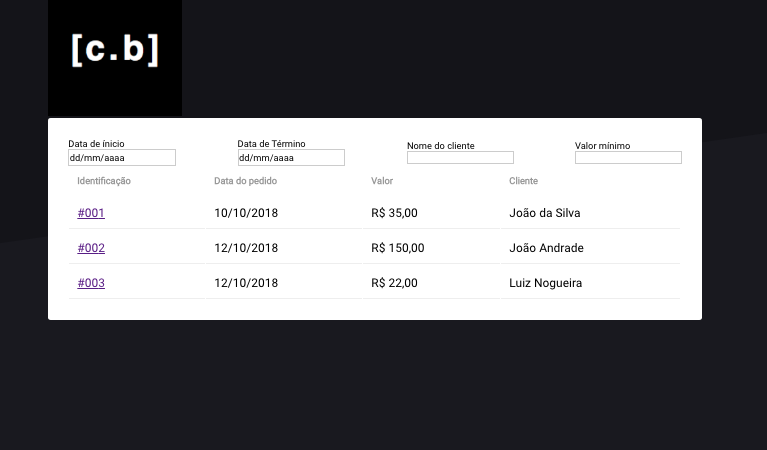 [c.b]
Data de ínicio Data de Término Nome do cliente Valor mínimo
dd/mm/aaaa dd/mm/aaaa
Identificação Data do pedido Valor Cliente
#001 10/10/2018 R$ 35,00 João da Silva
#002 12/10/2018 R$ 150,00 João Andrade
#003 12/10/2018 R$ 22,00 Luiz Nogueira